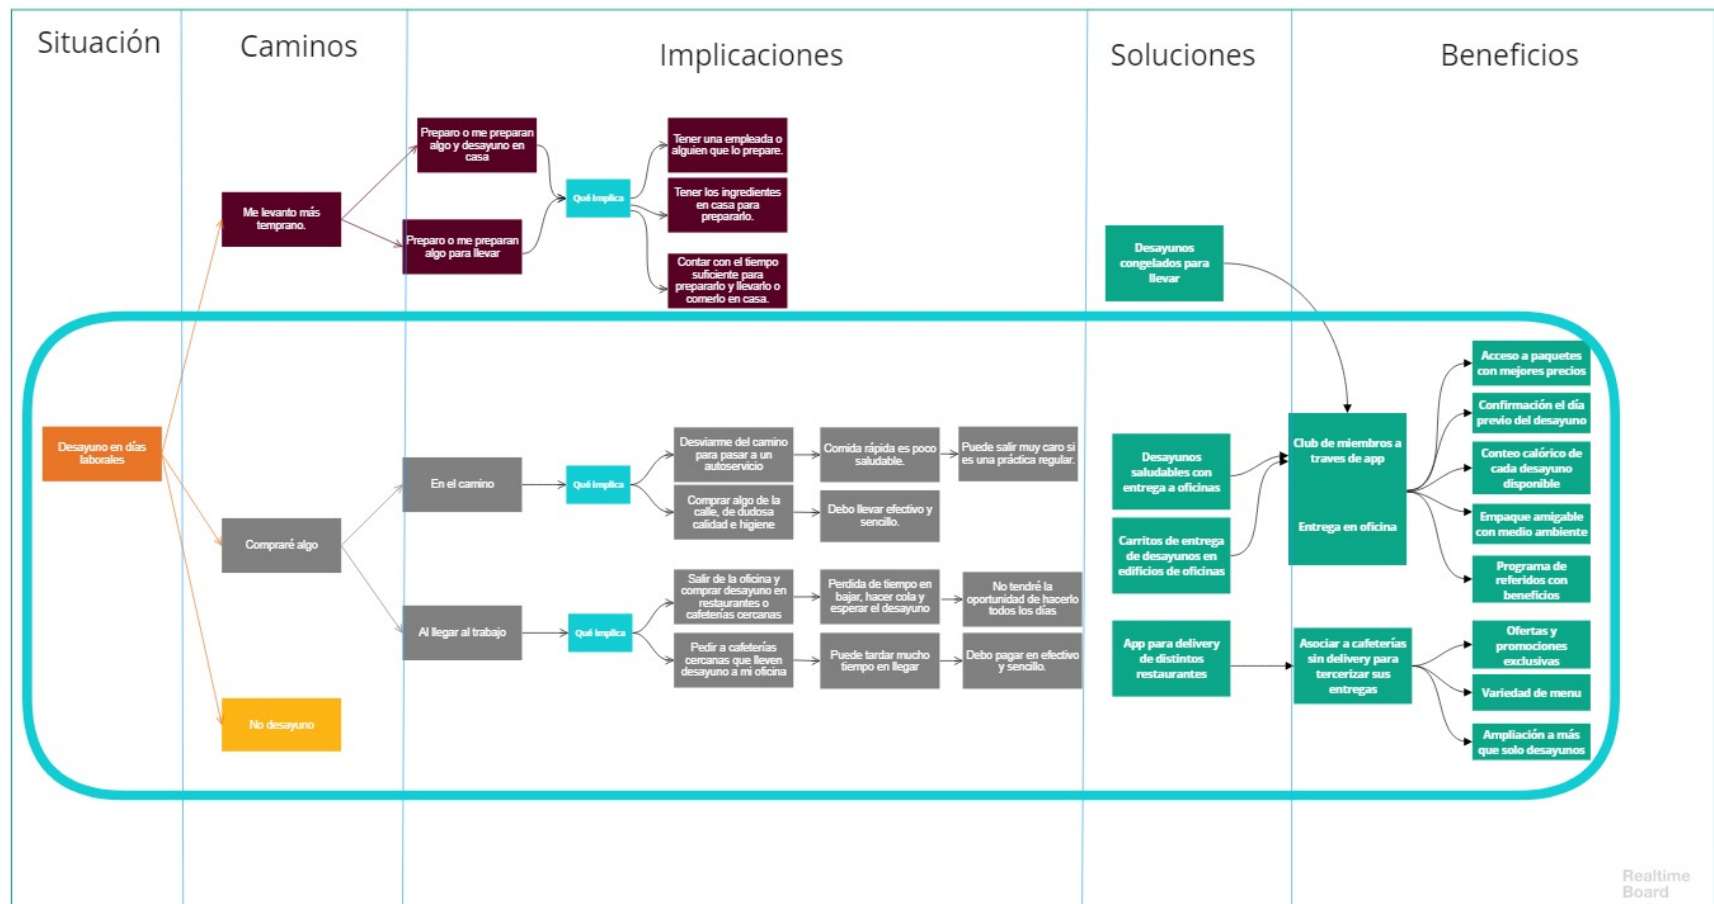 Situación
Caminos
Implicaciones
Soluciones
Beneficios
Preparo o me preparan
algo y desayuno en
casa
Tener una empleada o
alguien que lo prepare.
Me levanto más
temprano.
Qué implica
Tener los ingredientes
en casa para
prepararlo.
Preparo o me preparan
algo para llevar
Contar con el tiempo
suficiente para
prepararlo y llevarlo o
comerlo en casa.
Desayunos
congelados para
llevar
Desayuno en días
laborales
Compraré algo
No desayuno
En el camino
Qué implica
Desviarme del camino
para pasar a un
autoservicio
Comida rápida es poco
saludable.
Puede salir muy caro si
es una práctica regular.
Comprar algo de la
calle, de dudosa
calidad e higiene
Debo llevar efectivo y
sencillo.
Al llegar al trabajo
Qué implica
Salir de la oficina y
comprar desayuno en
restaurantes o
cafeterías cercanas
Perdida de tiempo en
bajar, hacer cola y
esperar el desayuno
No tendré la
oportunidad de hacerlo
todos los días
Pedir a cafeterías
cercanas que lleven
desayuno a mi oficina
Puede tardar mucho
tiempo en llegar
Debo pagar en efectivo
y sencillo.
Desayunos
saludables con
entrega a oficinas
Carritos de entrega
de desayunos en
edificios de oficinas
App para delivery
de distintos
restaurantes
Club de miembros a
traves de app
Entrega en oficina
Asociar a cafeterías
sin delivery para
tercerizar sus
entregas
Acceso a paquetes
con mejores precios
Confirmación el día
previo del desayuno
Conteo calórico de
cada desayuno
disponible
Empaque amigable
con medio ambiente
Programa de
referidos con
beneficios
Ofertas y
promociones
exclusivas
Variedad de menu
Ampliación a más
que solo desayunos
Realtime
Board